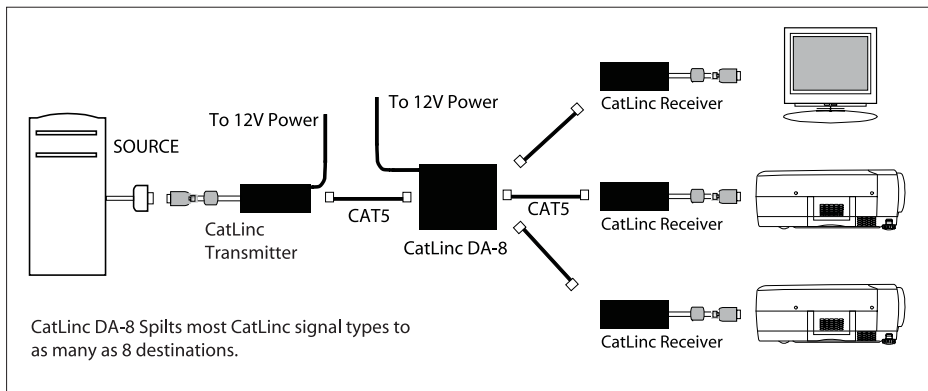 To 12V Power
To 12V Power
SOURCE
CatLinc
Transmitter
CAT5
CatLinc DA-8
CAT5
CatLinc Receiver
CatLinc Receiver
CatLinc Receiver
CatLinc DA-8 Spilts most CatLinc signal types to
as many as 8 destinations.